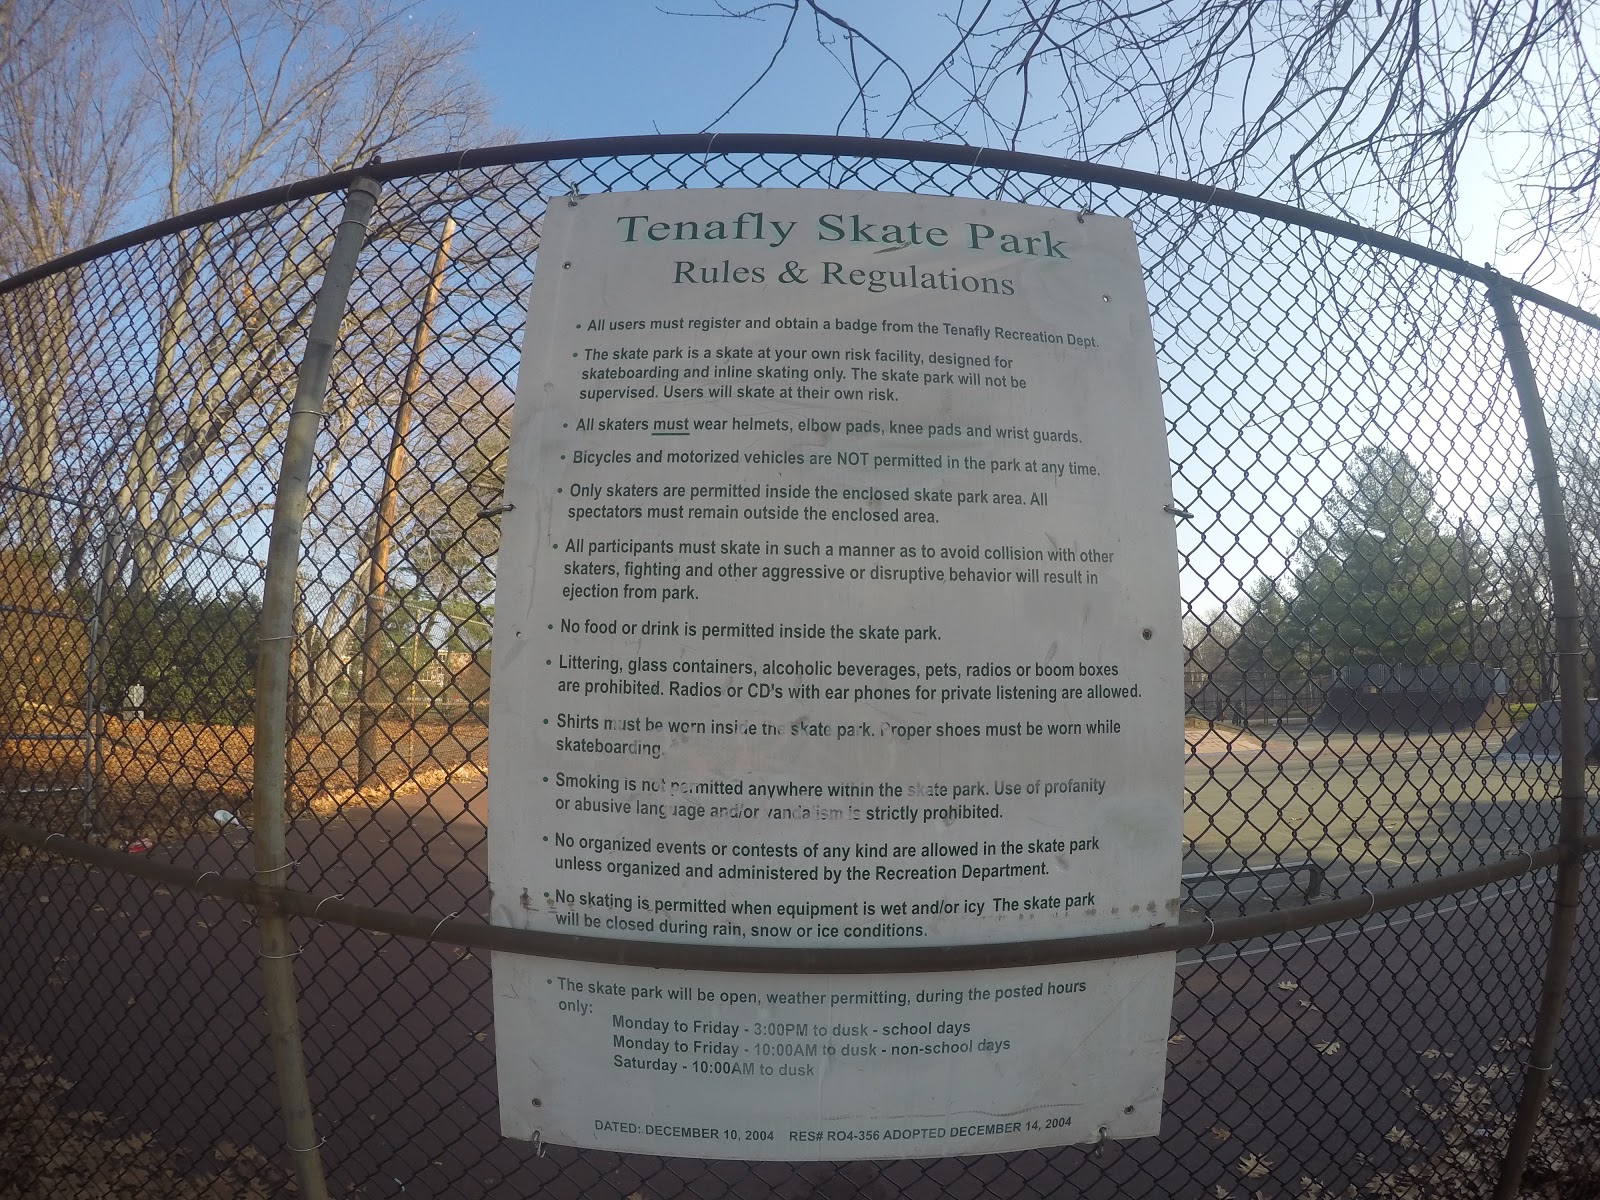 Tenafly Skate Park
Rules & Regulations
• All users must register and obtain a badge from the Tenafly Recreation Dept.
• The skate park is a skate at your own risk facility, designed for
skateboarding and inline skating only. The skate park will not be
supervised. Users will skate at their own risk.
• All skaters must wear helmets, elbow pads, knee pads and wrist guards.
• Bicycles and motorized vehicles are NOT permitted in the park at any time.
• Only skaters are permitted inside the enclosed skate park area. All
spectators must remain outside the enclosed area.
• All participants must skate in such a manner as to avoid collision with other
skaters, fighting and other aggressive or disruptive behavior will result in
ejection from park.
• No food or drink is permitted inside the skate park.
• Littering, glass containers, alcoholic beverages, pets, radios or boom boxes
are prohibited. Radios or CD's with ear phones for private listening are allowed.
• Shirts must be worn inside the skate park. Proper shoes must be worn while
skateboarding.
• Smoking is not permitted anywhere within the skate park. Use of profanity
or abusive language and/or vandalism is strictly prohibited.
• No organized events or contests of any kind are allowed in the skate park
unless organized and administered by the Recreation Department.
• No skating is permitted when equipment is wet and/or icy The skate park
will be closed during rain, snow or ice conditions.
• The skate park will be open, weather permitting, during the posted hours
only:
Monday to Friday - 3:00PM to dusk - school days
Monday to Friday - 10:00AM to dusk - non-school days
Saturday - 10:00AM to dusk
DATED: DECEMBER 10, 2004 RES# RO4-356 ADOPTED DECEMBER 14, 2004